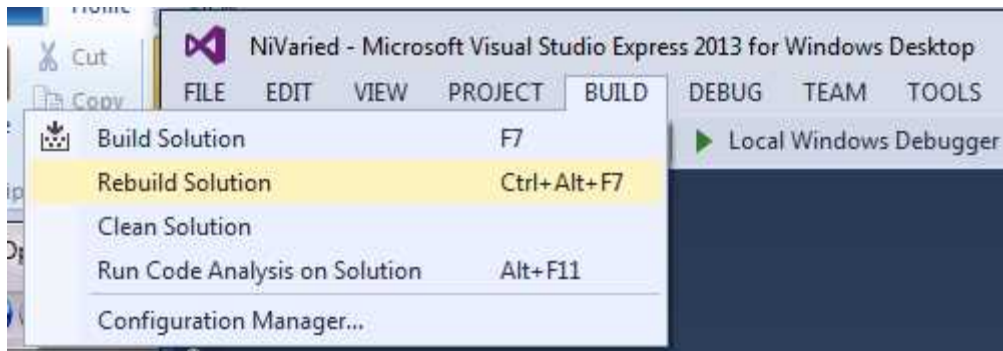 Home
Cut
Copy
NiVaried - Microsoft Visual Studio Express 2013 for Windows Desktop
FILE EDIT VIEW PROJECT BUILD DEBUG TEAM TOOLS
Local Windows Debugger
Build Solution F7
Rebuild Solution Ctrl+Alt+F7
Clean Solution
Run Code Analysis on Solution Alt+F11
Configuration Manager...